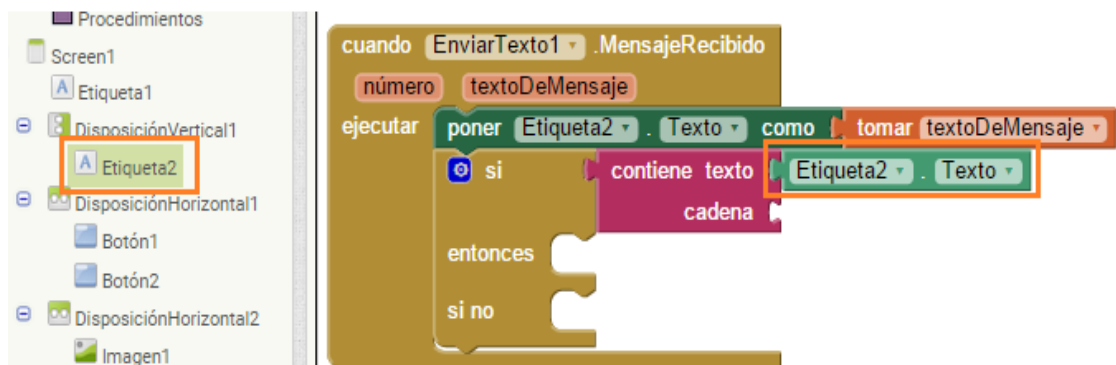 Procedimientos
Screen1
Etiqueta1
DisposiciónVertical1
Etiqueta2
DisposiciónHorizontal1
Botón1
Botón2
DisposiciónHorizontal2
Imagen1
cuando EnviarTexto1 .MensajeRecibido
número textoDeMensaje
ejecutar poner Etiqueta2 . Texto como tomar textoDeMensaje
si contiene texto Etiqueta2 . Texto
cadena
entonces
si no